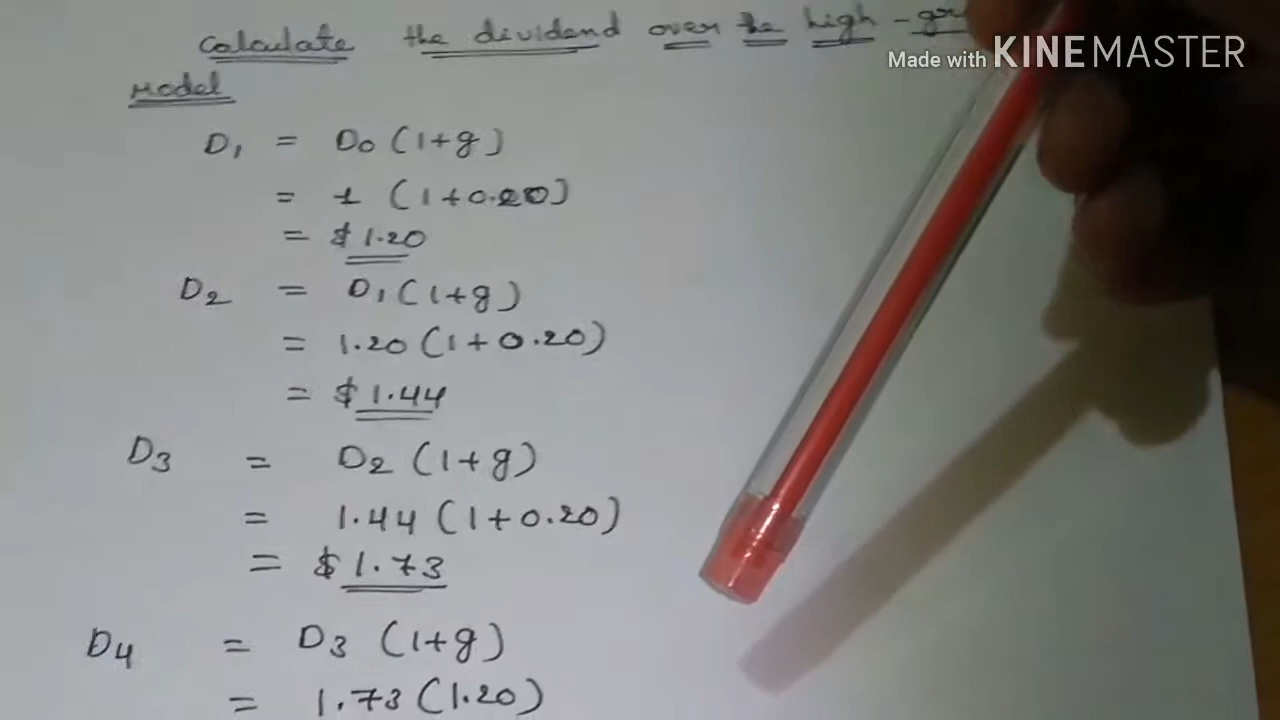 Calculate the dividend over the high-
Made with KINEMASTER
Model
D1 = D0 (1+g)
= 1 (1+0.20)
= $ 1.20
D2 = D1 (1+g)
= 1.20 (1+0.20)
= $ 1.44
D3 = D2 (1+g)
= 1.44 (1+0.20)
= $ 1.73
D4 = D3 (1+g)
= 1.73 (1.20)